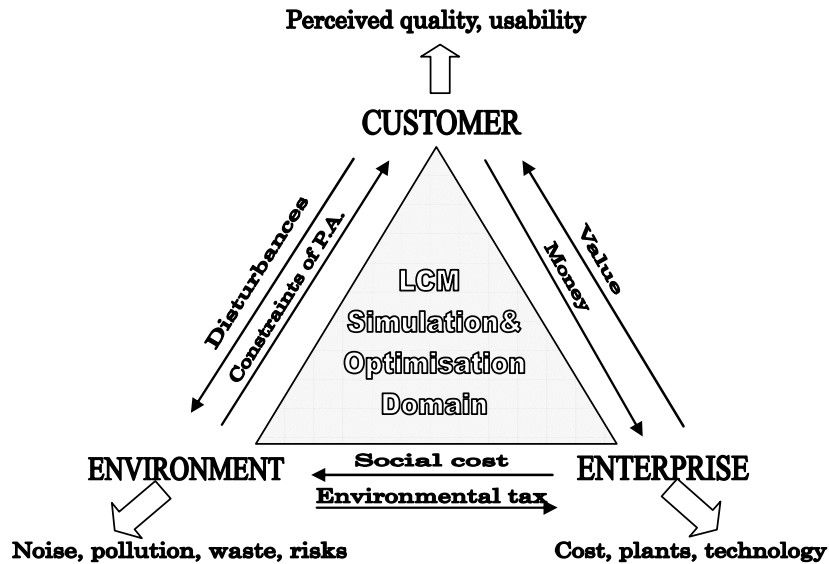 Perceived quality, usability
CUSTOMER
Disturbances
Constraints of P.A.
Money
Value
LCM
Simulation&
Optimisation
Domain
ENVIRONMENT
Social cost
Environmental tax
ENTERPRISE
Noise, pollution, waste, risks
Cost, plants, technology